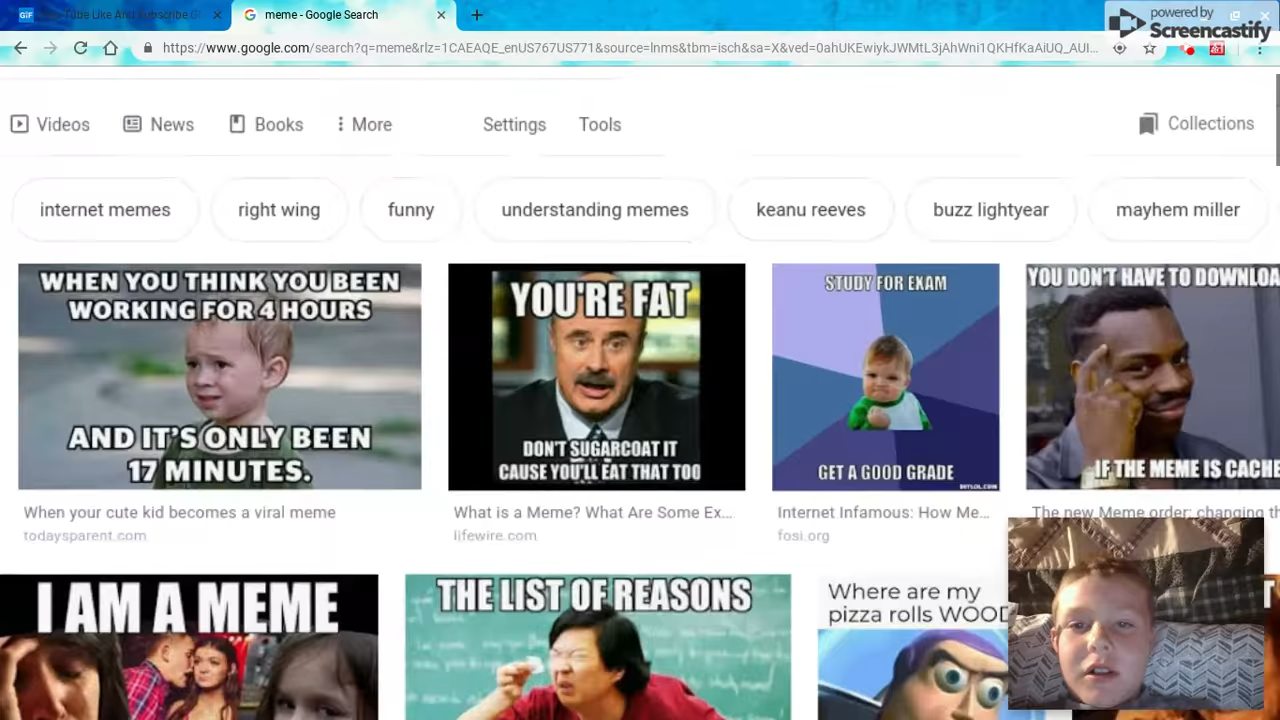 GIF
Tube Like And Subscribe G
meme - Google Search
powered by
Screencastify
https://www.google.com/search?q=meme&rlz=1CAEAQE_enUS767US771&source=lnms&tbm=isch&sa=X&ved=0ahUKEwiykJWMtL3jAhWni1QKHfKaAiUQ_AUI...
Videos
News
Books
More
Settings
Tools
Collections
internet memes
right wing
funny
understanding memes
keanu reeves
buzz lightyear
mayhem miller
WHEN YOU THINK YOU BEEN
WORKING FOR 4 HOURS
AND IT'S ONLY BEEN
17 MINUTES.
YOU'RE FAT
DON'T SUGARCOAT IT
CAUSE YOU'LL EAT THAT TOO
STUDY FOR EXAM
GET A GOOD GRADE
YOU DON'T HAVE TO DOWNLOA
IF THE MEME IS CACHE
When your cute kid becomes a viral meme
todaysparent.com
What is a Meme? What Are Some Ex...
lifewire.com
Internet Infamous: How Me...
fosi.org
The new Meme order: changing th
I AM A MEME
THE LIST OF REASONS
Where are my
pizza rolls WOOD